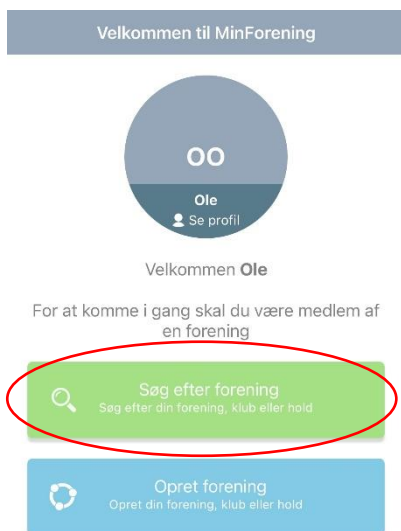 Velkommen til MinForening
OO
Ole
Se profil
Velkommen Ole
For at komme i gang skal du være medlem af
en forening
Søg efter forening
Søg efter din forening, klub eller hold
Opret forening
Opret din forening, klub eller hold